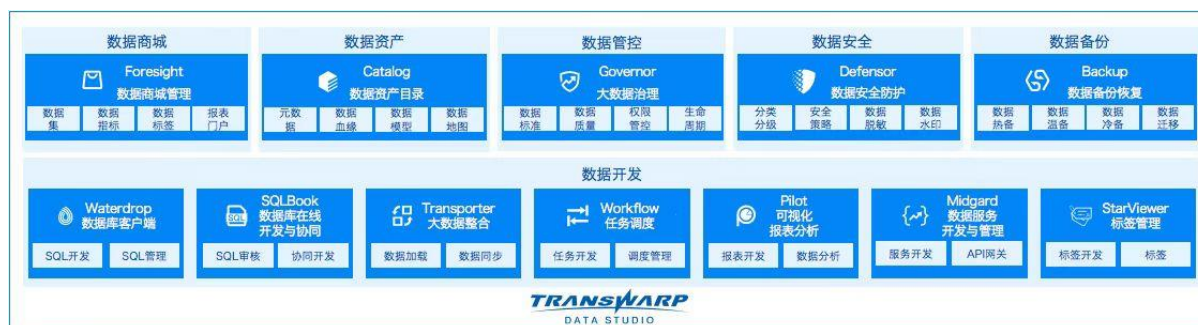 数据商城
Foresight
数据商城管理
数据集
数据指标
数据标签
报表门户
数据资产
Catalog
数据资产目录
元数据
数据血缘
数据模型
数据地图
数据管控
Governor
大数据治理
数据标准
数据质量
权限管控
生命周期
数据安全
Defensor
数据安全防护
分类分级
安全策略
数据脱敏
数据水印
数据备份
Backup
数据备份恢复
数据热备
数据温备
数据冷备
数据迁移
数据开发
Waterdrop
数据库客户端
SQL开发
SQL管理
SQL
SQLBook
数据库在线
开发与协同
SQL审核
协同开发
Transporter
大数据整合
数据加载
数据同步
Workflow
任务调度
任务开发
调度管理
Pilot
可视化
报表分析
报表开发
数据分析
Midgard
数据服务
开发与管理
服务开发
API网关
StarViewer
标签管理
标签开发
标签
TRANSWARP
DATA STUDIO